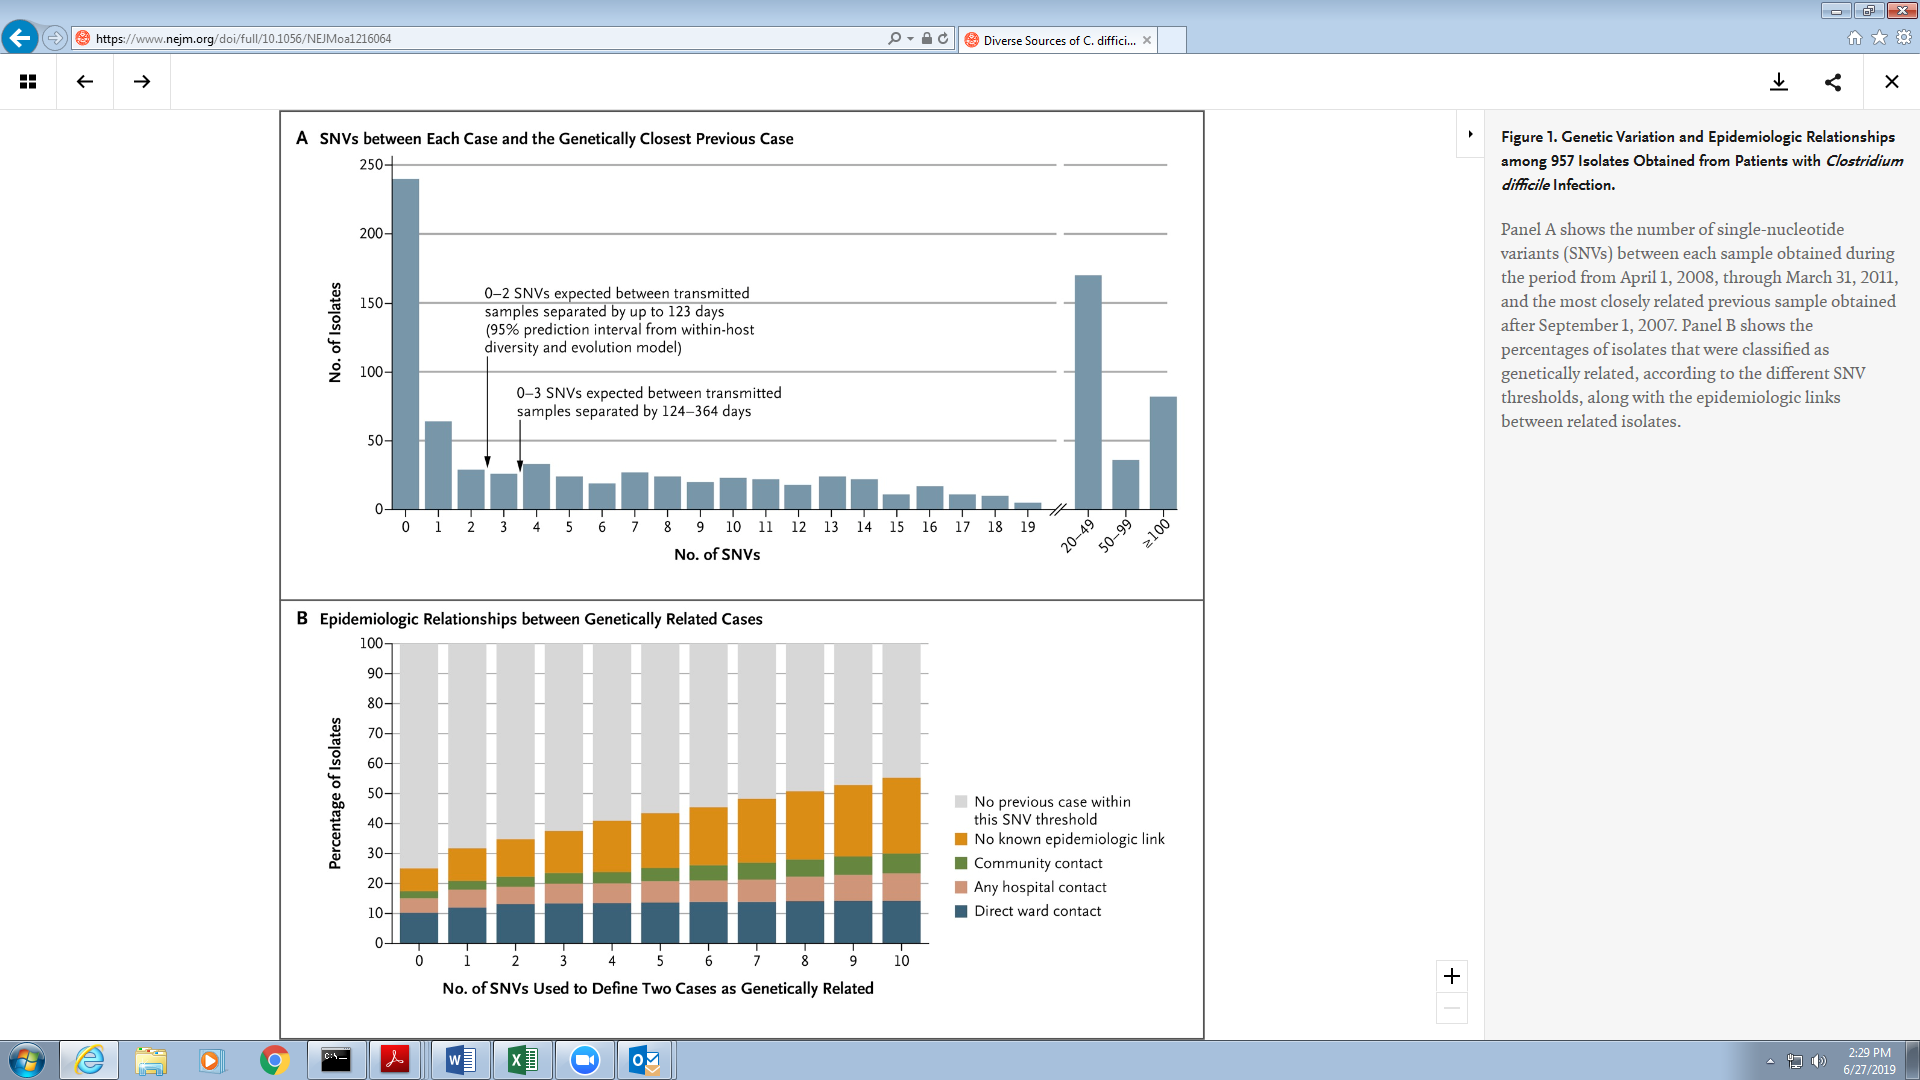 https://www.nejm.org/doi/full/10.1056/NEJMoa1216064
Diverse Sources of C. diffici...
A SNVs between Each Case and the Genetically Closest Previous Case
No. of Isolates
250
200
150
100
50
0
0–2 SNVs expected between transmitted
samples separated by up to 123 days
(95% prediction interval from within-host
diversity and evolution model)
0–3 SNVs expected between transmitted
samples separated by 124–364 days
0 1 2 3 4 5 6 7 8 9 10 11 12 13 14 15 16 17 18 19 20–49 50–99 ≥100
No. of SNVs
B Epidemiologic Relationships between Genetically Related Cases
Percentage of Isolates
100
90
80
70
60
50
40
30
20
10
0
0 1 2 3 4 5 6 7 8 9 10
No. of SNVs Used to Define Two Cases as Genetically Related
No previous case within
this SNV threshold
No known epidemiologic link
Community contact
Any hospital contact
Direct ward contact
Figure 1. Genetic Variation and Epidemiologic Relationships
among 957 Isolates Obtained from Patients with Clostridium
difficile Infection.
Panel A shows the number of single-nucleotide
variants (SNVs) between each sample obtained during
the period from April 1, 2008, through March 31, 2011,
and the most closely related previous sample obtained
after September 1, 2007. Panel B shows the
percentages of isolates that were classified as
genetically related, according to the different SNV
thresholds, along with the epidemiologic links
between related isolates.
C:\_
W
X
O
2:29 PM
6/27/2019